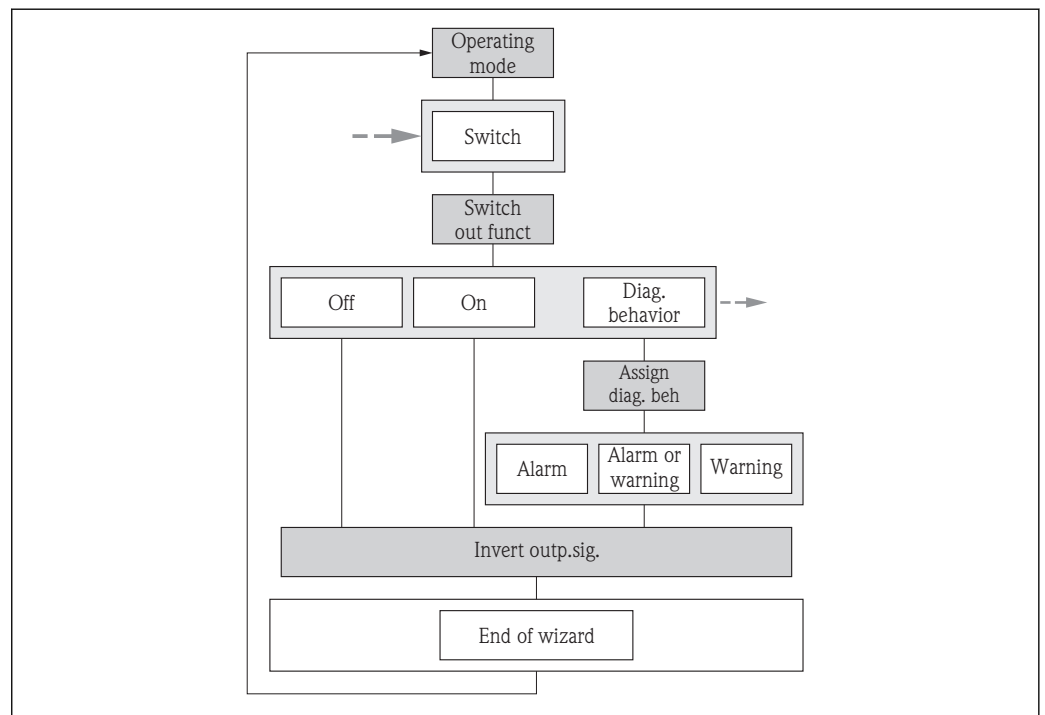 Operating
mode
Switch
Switch
out funct
Off
On
Diag.
behavior
Assign
diag. beh
Alarm
Alarm or
warning
Warning
Invert outp.sig.
End of wizard